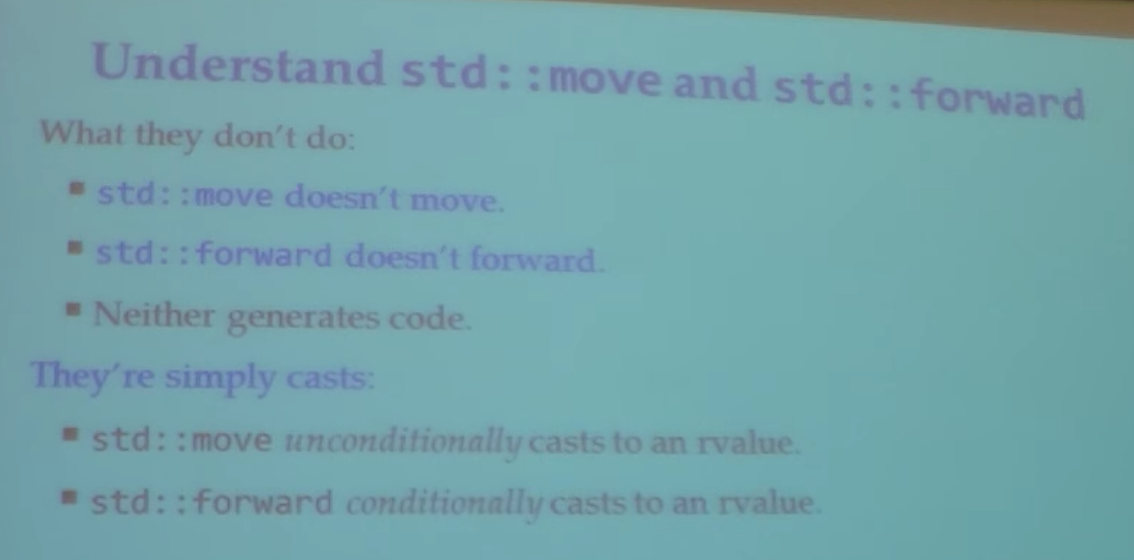 Understand std::move and std::forward
What they don't do:
▪ std::move doesn't move.
▪ std::forward doesn't forward.
▪ Neither generates code.
They're simply casts:
▪ std::move unconditionally casts to an rvalue.
▪ std::forward conditionally casts to an rvalue.